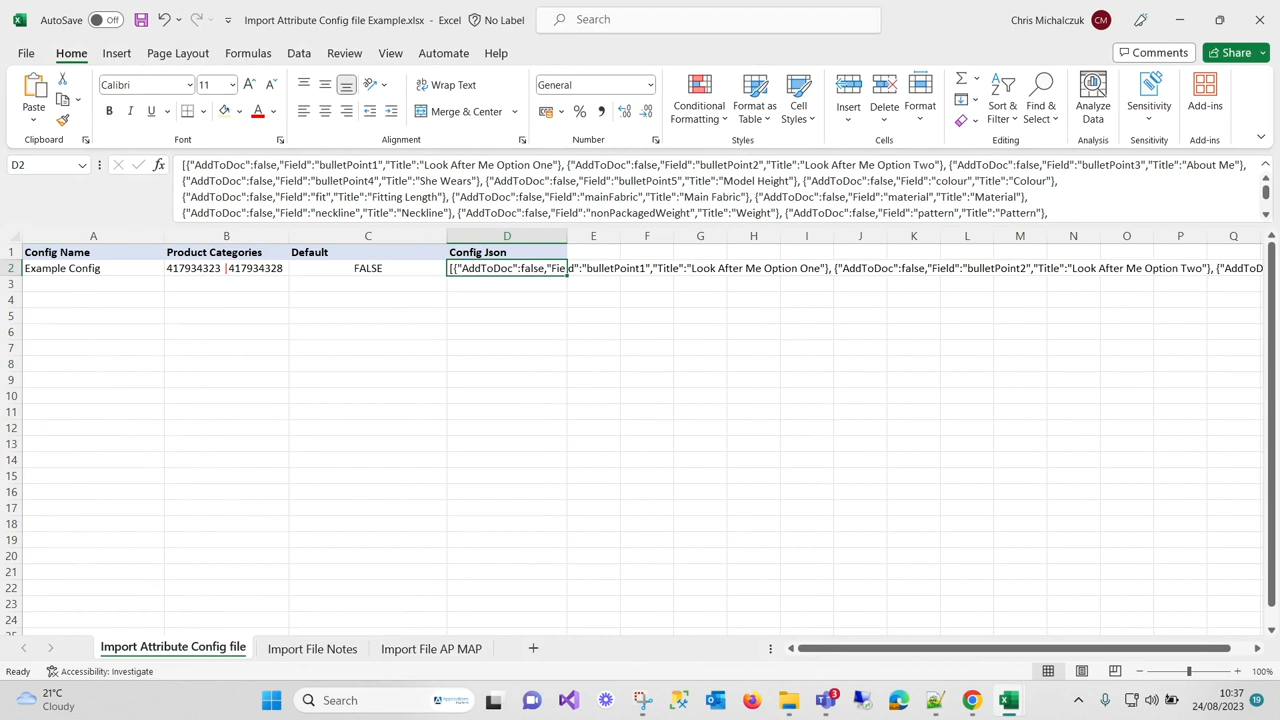 AutoSave Off Import Attribute Config file Example.xlsx - Excel No Label Search Chris Michalczuk CM
File Home Insert Page Layout Formulas Data Review View Automate Help Comments Share
Paste Calibri 11 Wrap Text General Conditional Formatting Format as Table Cell Styles Insert Delete Format Sort & Filter Find & Select Analyze Data Sensitivity Add-ins
B I U Merge & Center
Clipboard Font Alignment Number Styles Cells Editing Analysis Sensitivity Add-ins
D2 fx [{"AddToDoc":false,"Field":"bulletPoint1","Title":"Look After Me Option One"}, {"AddToDoc":false,"Field":"bulletPoint2","Title":"Look After Me Option Two"}, {"AddToDoc":false,"Field":"bulletPoint3","Title":"About Me"},
{"AddToDoc":false,"Field":"bulletPoint4","Title":"She Wears"}, {"AddToDoc":false,"Field":"bulletPoint5","Title":"Model Height"}, {"AddToDoc":false,"Field":"colour","Title":"Colour"},
{"AddToDoc":false,"Field":"fit","Title":"Fitting Length"}, {"AddToDoc":false,"Field":"mainFabric","Title":"Main Fabric"}, {"AddToDoc":false,"Field":"material","Title":"Material"},
{"AddToDoc":false,"Field":"neckline","Title":"Neckline"}, {"AddToDoc":false,"Field":"nonPackagedWeight","Title":"Weight"}, {"AddToDoc":false,"Field":"pattern","Title":"Pattern"},
A B C D E F G H I J K L M N O P Q
1 Config Name Product Categories Default Config Json
2 Example Config 417934323 |417934328 FALSE [{"AddToDoc":false,"Field":"bulletPoint1","Title":"Look After Me Option One"}, {"AddToDoc":false,"Field":"bulletPoint2","Title":"Look After Me Option Two"}, {"AddToD
3
4
5
6
7
8
9
10
11
12
13
14
15
16
17
18
19
20
21
22
23
24
Import Attribute Config file Import File Notes Import File AP MAP
Ready Accessibility: Investigate 100%
21°C
Cloudy
Search
3
10:37
24/08/2023
19